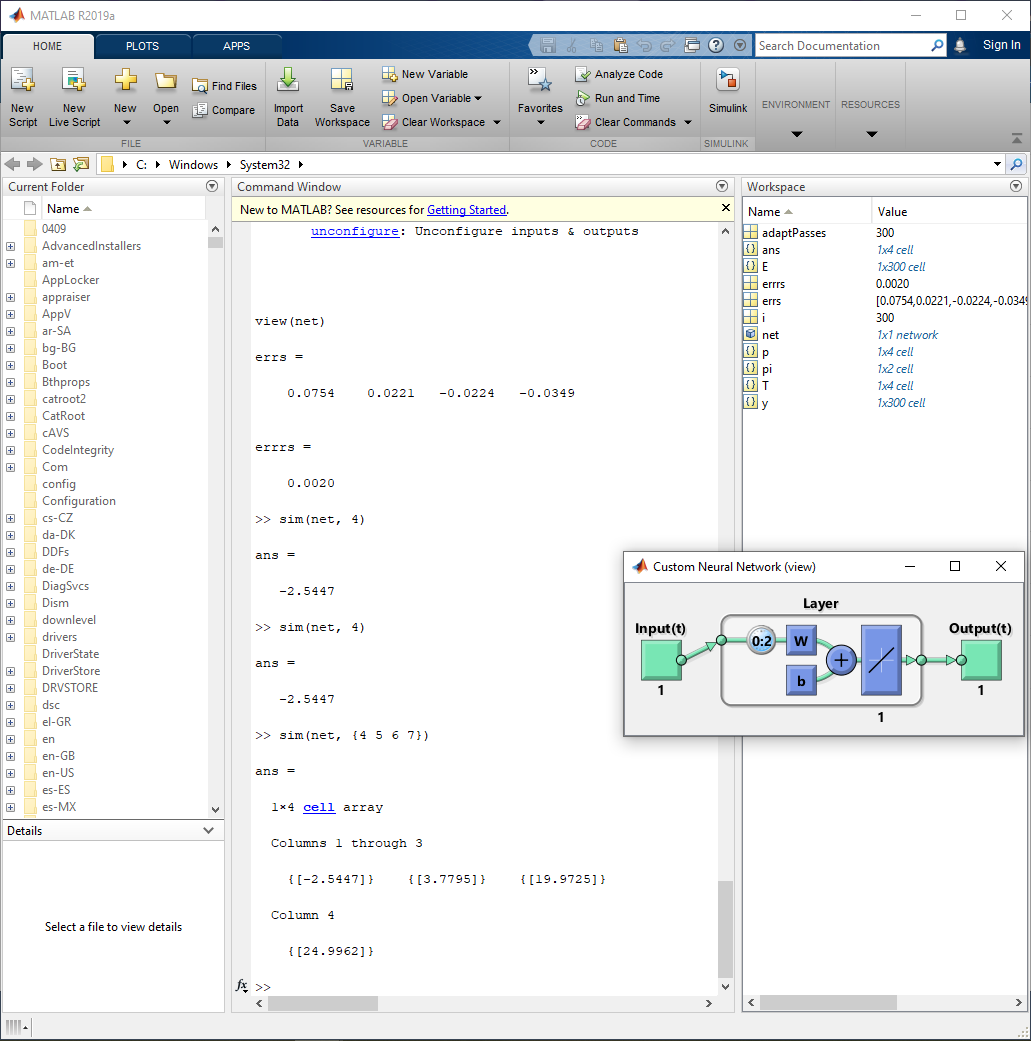 MATLAB R2019a
HOME PLOTS APPS
Search Documentation
Sign In
New Script
New Live Script
New
Open
Find Files
Compare
Import Data
Save Workspace
New Variable
Open Variable
Clear Workspace
Favorites
Analyze Code
Run and Time
Clear Commands
Simulink
ENVIRONMENT
RESOURCES
FILE VARIABLE CODE SIMULINK
C: Windows System32
Current Folder
Name
0409
AdvancedInstallers
am-et
AppLocker
appraiser
AppV
ar-SA
bg-BG
Boot
Bthprops
catroot2
CatRoot
cAVS
CodeIntegrity
Com
config
Configuration
cs-CZ
da-DK
DDFs
de-DE
DiagSvcs
Dism
downlevel
drivers
DriverState
DriverStore
DRVSTORE
dsc
el-GR
en
en-GB
en-US
es-ES
es-MX
Details
Select a file to view details
Command Window
New to MATLAB? See resources for Getting Started.
unconfigure: Unconfigure inputs & outputs
view(net)
errs =
0.0754 0.0221 -0.0224 -0.0349
errrs =
0.0020
>> sim(net, 4)
ans =
-2.5447
>> sim(net, 4)
ans =
-2.5447
>> sim(net, {4 5 6 7})
ans =
1×4 cell array
Columns 1 through 3
{[-2.5447]} {[3.7795]} {[19.9725]}
Column 4
{[24.9962]}
fx >>
Workspace
Name Value
adaptPasses 300
ans 1x4 cell
E 1x300 cell
errrs 0.0020
errs [0.0754,0.0221,-0.0224,-0.0349
i 300
net 1x1 network
p 1x4 cell
pi 1x2 cell
T 1x4 cell
y 1x300 cell
Custom Neural Network (view)
Layer
Input(t) Output(t)
0:2 W
b
+
1 1
1